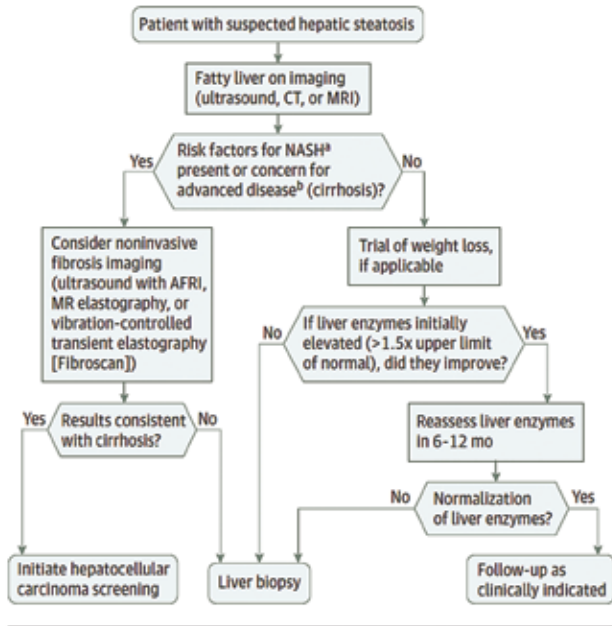 Patient with suspected hepatic steatosis
Fatty liver on imaging
(ultrasound, CT, or MRI)
Yes
Risk factors for NASHa
present or concern for
advanced diseaseb (cirrhosis)?
No
Consider noninvasive
fibrosis imaging
(ultrasound with AFRI,
MR elastography, or
vibration-controlled
transient elastography
[Fibroscan])
Trial of weight loss,
if applicable
No
If liver enzymes initially
elevated (>1.5x upper limit
of normal), did they improve?
Yes
Yes
Results consistent
with cirrhosis?
No
Reassess liver enzymes
in 6-12 mo
No
Normalization
of liver enzymes?
Yes
Initiate hepatocellular
carcinoma screening
Liver biopsy
Follow-up as
clinically indicated